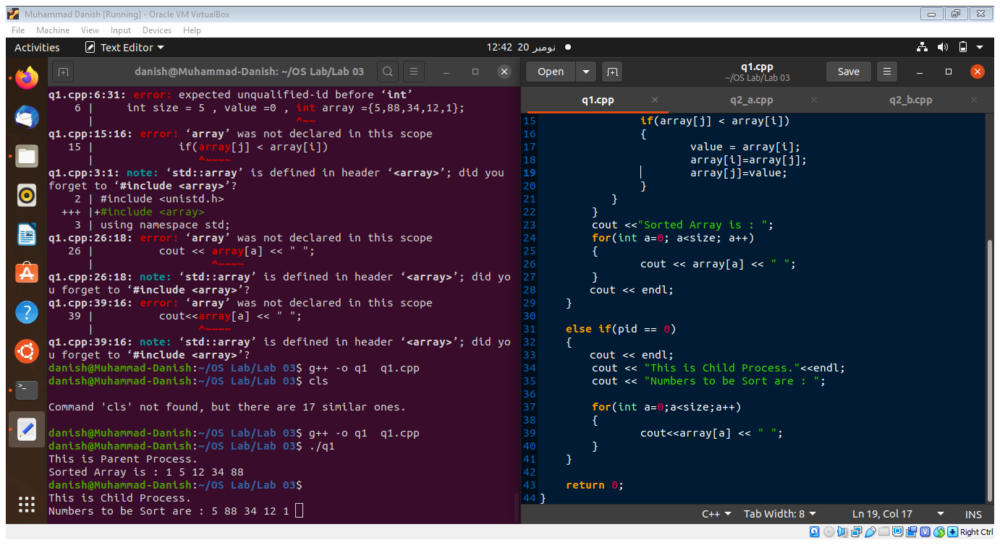 Muhammad Danish [Running] - Oracle VM VirtualBox
File Machine View Input Devices Help
Activities Text Editor 12:42 20 نومبر
danish@Muhammad-Danish: ~/OS Lab/Lab 03
q1.cpp:6:31: error: expected unqualified-id before ‘int’
6 | int size = 5 , value =0 , int array ={5,88,34,12,1};
| ^~~
q1.cpp:15:16: error: ‘array’ was not declared in this scope
15 | if(array[j] < array[i])
| ^~~~~
q1.cpp:3:1: note: ‘std::array’ is defined in header ‘<array>’; did you
forget to ‘#include <array>’?
2 | #include <unistd.h>
+++ |+#include <array>
3 | using namespace std;
q1.cpp:26:18: error: ‘array’ was not declared in this scope
26 | cout << array[a] << " ";
| ^~~~~
q1.cpp:26:18: note: ‘std::array’ is defined in header ‘<array>’; did yo
u forget to ‘#include <array>’?
q1.cpp:39:16: error: ‘array’ was not declared in this scope
39 | cout<<array[a] << " ";
| ^~~~~
q1.cpp:39:16: note: ‘std::array’ is defined in header ‘<array>’; did yo
u forget to ‘#include <array>’?
danish@Muhammad-Danish:~/OS Lab/Lab 03$ g++ -o q1  q1.cpp
danish@Muhammad-Danish:~/OS Lab/Lab 03$ cls
Command 'cls' not found, but there are 17 similar ones.
danish@Muhammad-Danish:~/OS Lab/Lab 03$ g++ -o q1  q1.cpp
danish@Muhammad-Danish:~/OS Lab/Lab 03$ ./q1
This is Parent Process.
Sorted Array is : 1 5 12 34 88
danish@Muhammad-Danish:~/OS Lab/Lab 03$
This is Child Process.
Numbers to be Sort are : 5 88 34 12 1
Open q1.cpp Save
~/OS Lab/Lab 03
q1.cpp × q2_a.cpp × q2_b.cpp ×
15 if(array[j] < array[i])
16 {
17 value = array[i];
18 array[i]=array[j];
19 array[j]=value;
20 }
21 }
22 }
23 cout <<"Sorted Array is : ";
24 for(int a=0; a<size; a++)
25 {
26 cout << array[a] << " ";
27 }
28 cout << endl;
29 }
30
31 else if(pid == 0)
32 {
33 cout << endl;
34 cout << "This is Child Process."<<endl;
35 cout << "Numbers to be Sort are : ";
36
37 for(int a=0;a<size;a++)
38 {
39 cout<<array[a] << " ";
40 }
41 }
42
43 return 0;
44 }
C++ Tab Width: 8 Ln 19, Col 17 INS
Right Ctrl